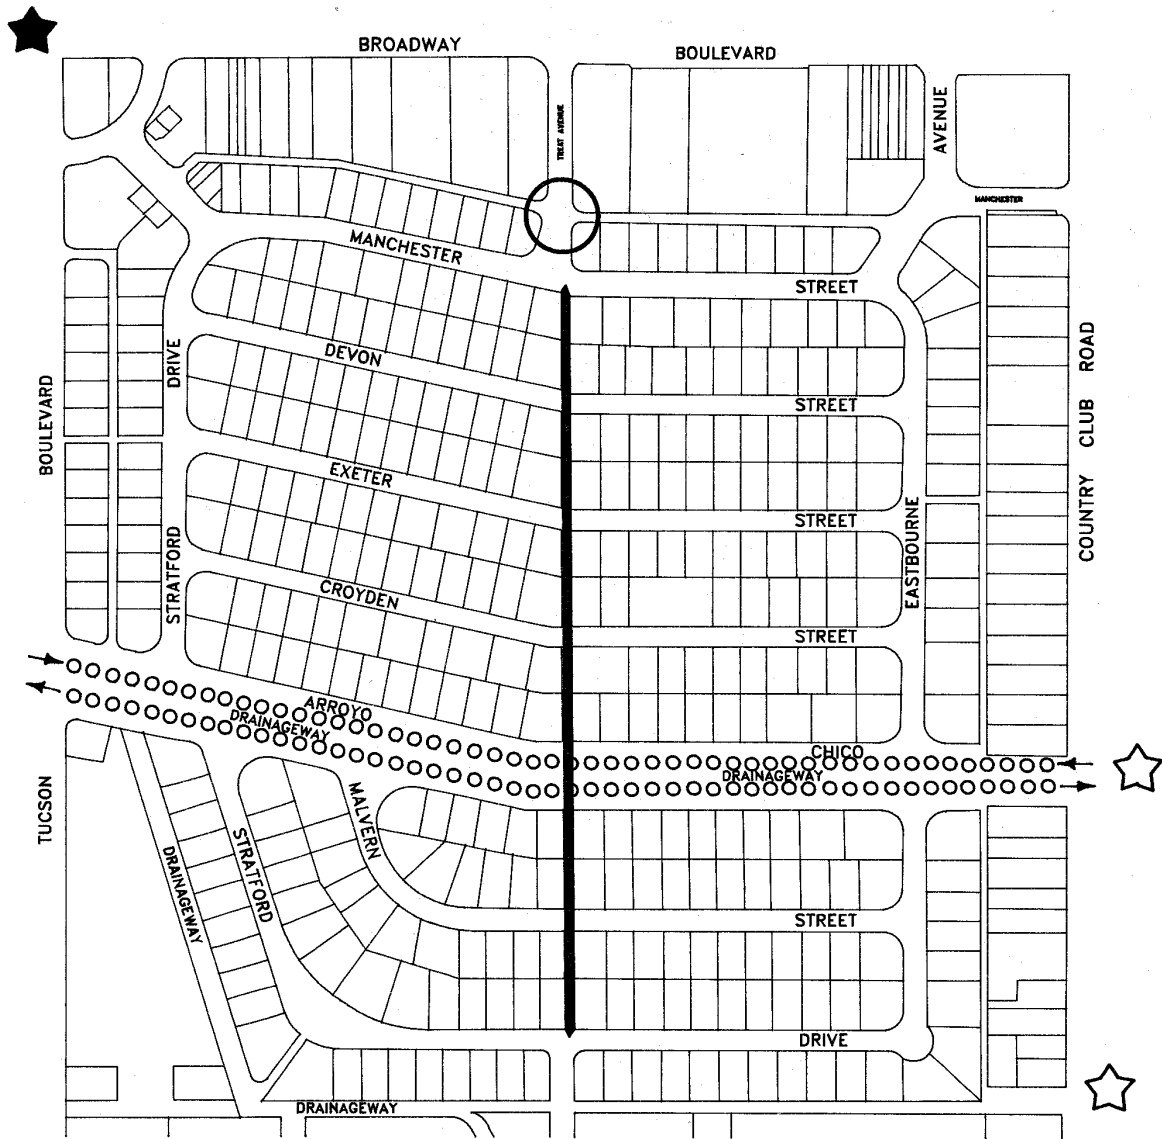 BROADWAY
BOULEVARD
TREAT AVENUE
AVENUE
MANCHESTER
MANCHESTER
STREET
DEVON
DRIVE
ROAD
BOULEVARD
STREET
CLUB
EXETER
COUNTRY
STREET
EASTBOURNE
STRATFORD
CROYDEN
STREET
ARROYO
DRAINAGEWAY
CHICO
DRAINAGEWAY
TUCSON
MALVERN
STRATFORD
DRAINAGEWAY
STREET
DRIVE
DRAINAGEWAY